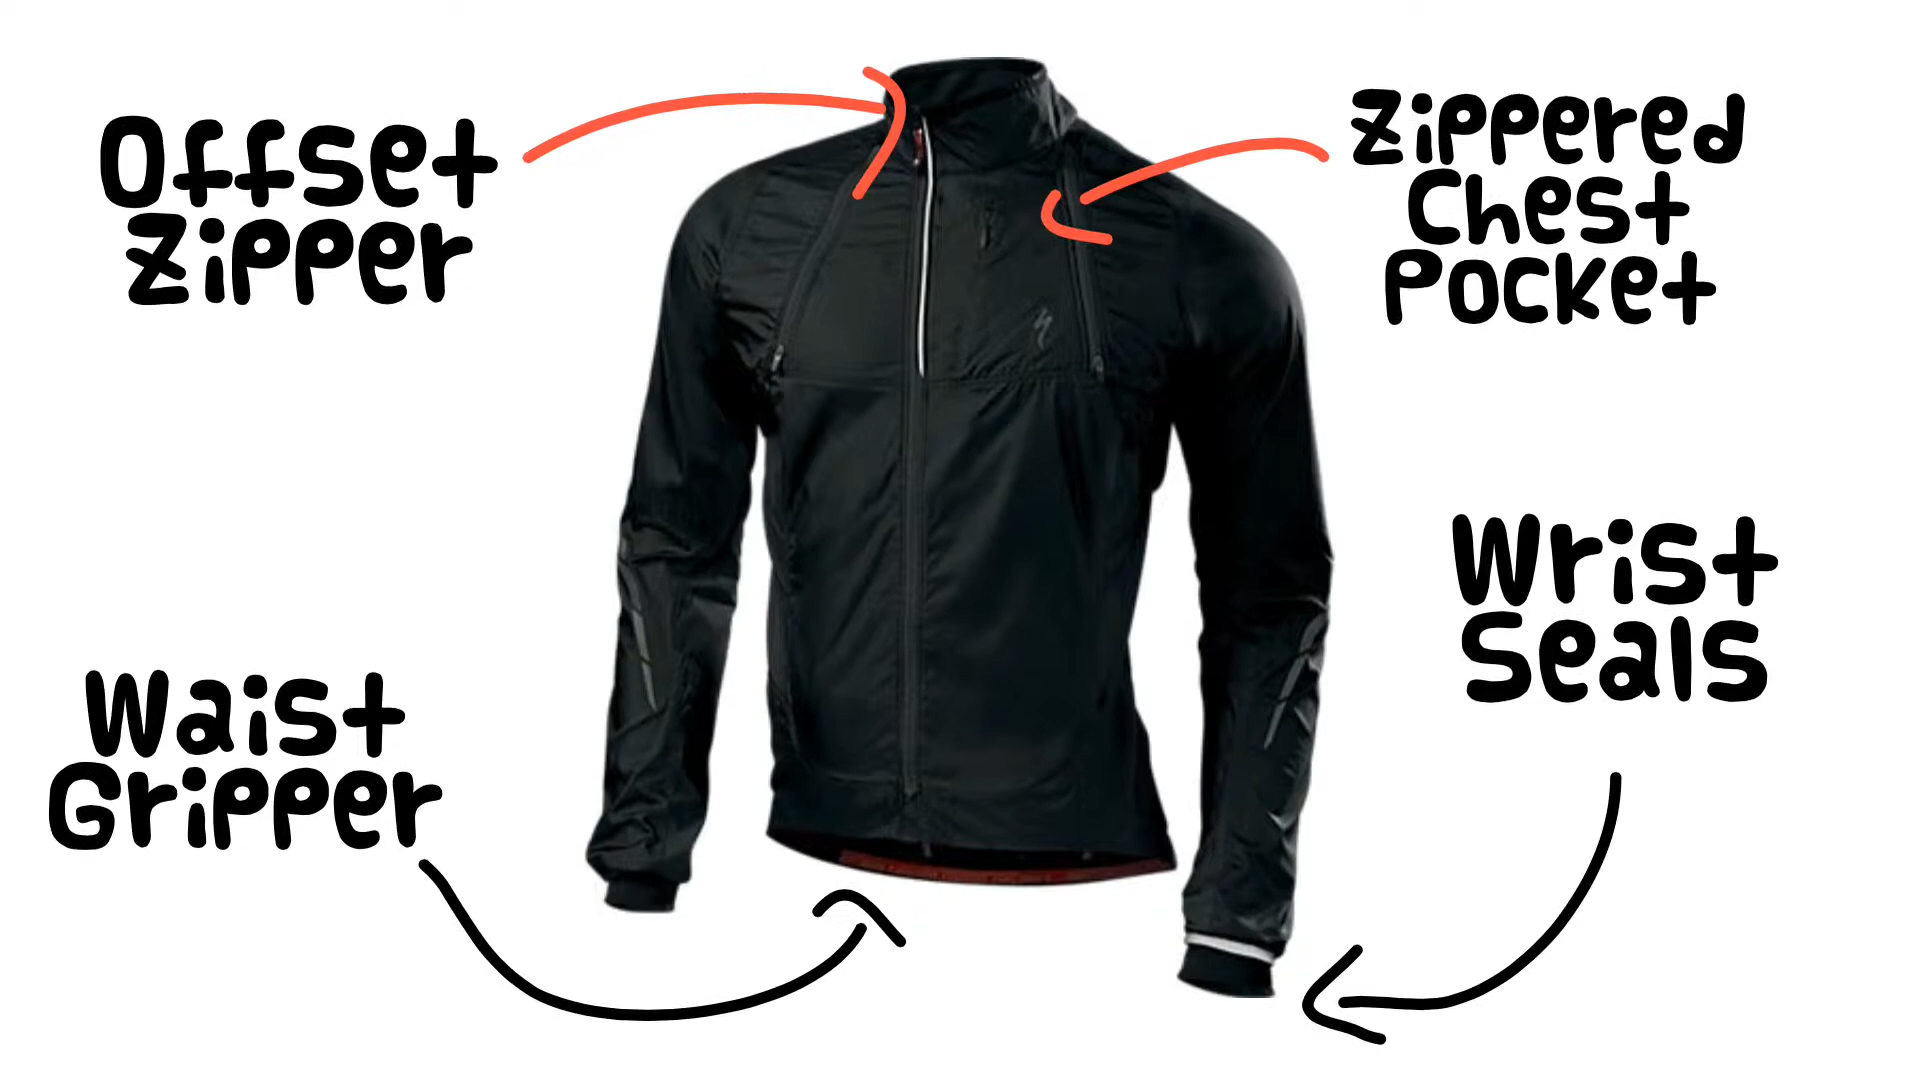 Offset
Zipper
Zippered
Chest
Pocket
Waist
Gripper
Wrist
Seals